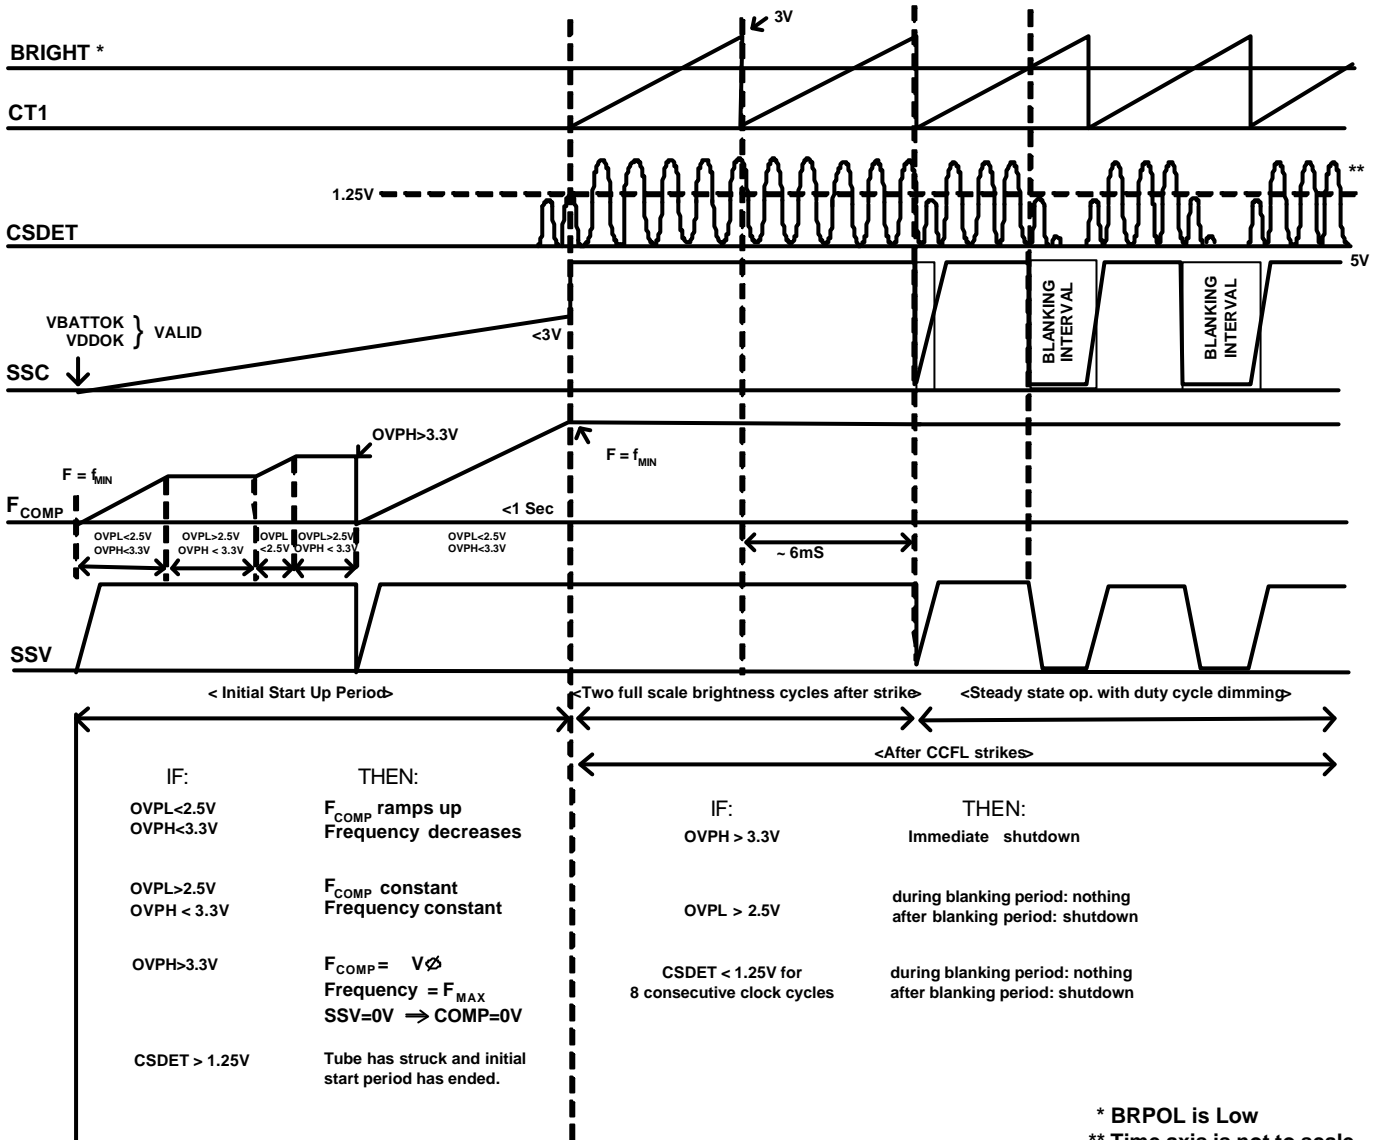 3V
BRIGHT *
CT1
1.25V
**
CSDET
5V
VBATTOK
VDDOK } VALID
<3V
BLANKING INTERVAL
BLANKING INTERVAL
SSC
OVPH>3.3V
F = fMIN
F = fMIN
FCOMP
<1 Sec
OVPL<2.5V
OVPH<3.3V
OVPL>2.5V
OVPH < 3.3V
OVPL
<2.5V
OVPL>2.5V
OVPH < 3.3V
OVPL<2.5V
OVPH<3.3V
~ 6mS
SSV
< Initial Start Up Period>
<Two full scale brightness cycles after strike>
<Steady state op. with duty cycle dimming>
<After CCFL strikes>
IF: THEN:
OVPL<2.5V FCOMP ramps up
OVPH<3.3V Frequency decreases
OVPL>2.5V FCOMP constant
OVPH < 3.3V Frequency constant
OVPH>3.3V FCOMP = VØ
Frequency = FMAX
SSV=0V ⇒ COMP=0V
CSDET > 1.25V Tube has struck and initial
start period has ended.
IF: THEN:
OVPH > 3.3V Immediate shutdown
OVPL > 2.5V during blanking period: nothing
after blanking period: shutdown
CSDET < 1.25V for during blanking period: nothing
8 consecutive clock cycles after blanking period: shutdown
* BRPOL is Low
** Time axis is not to scale